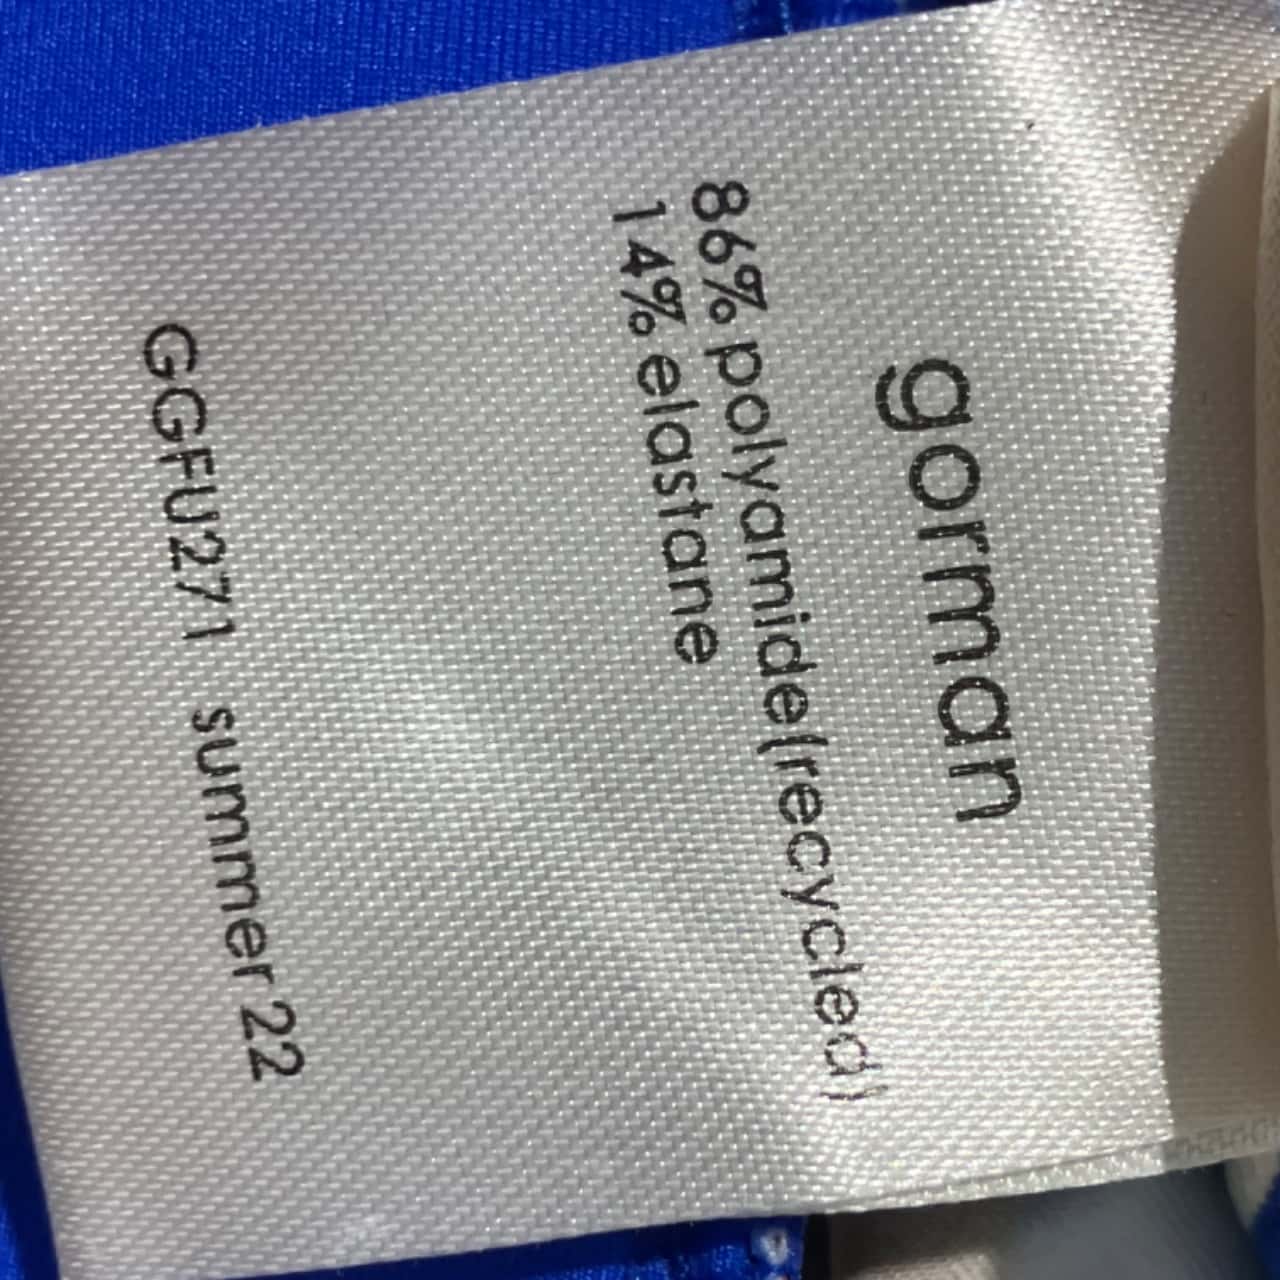 gorman
86% polyamide(recycled)
14% elastane
GGFU271 summer 22